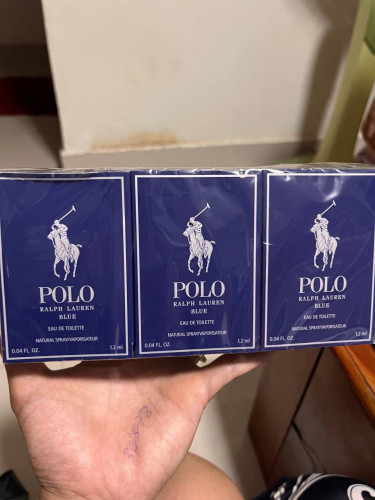 POLO
RALPH LAUREN
BLUE
EAU DE TOILETTE
NATURAL SPRAY/VAPORISATEUR
0.04 FL. OZ. 1.2 ml
POLO
RALPH LAUREN
BLUE
EAU DE TOILETTE
NATURAL SPRAY/VAPORISATEUR
0.04 FL. OZ. 1.2 ml
POLO
RALPH LAUREN
BLUE
EAU DE TOILETTE
NATURAL SPRAY/VAPORISATEUR
0.04 FL. OZ. 1.2 ml